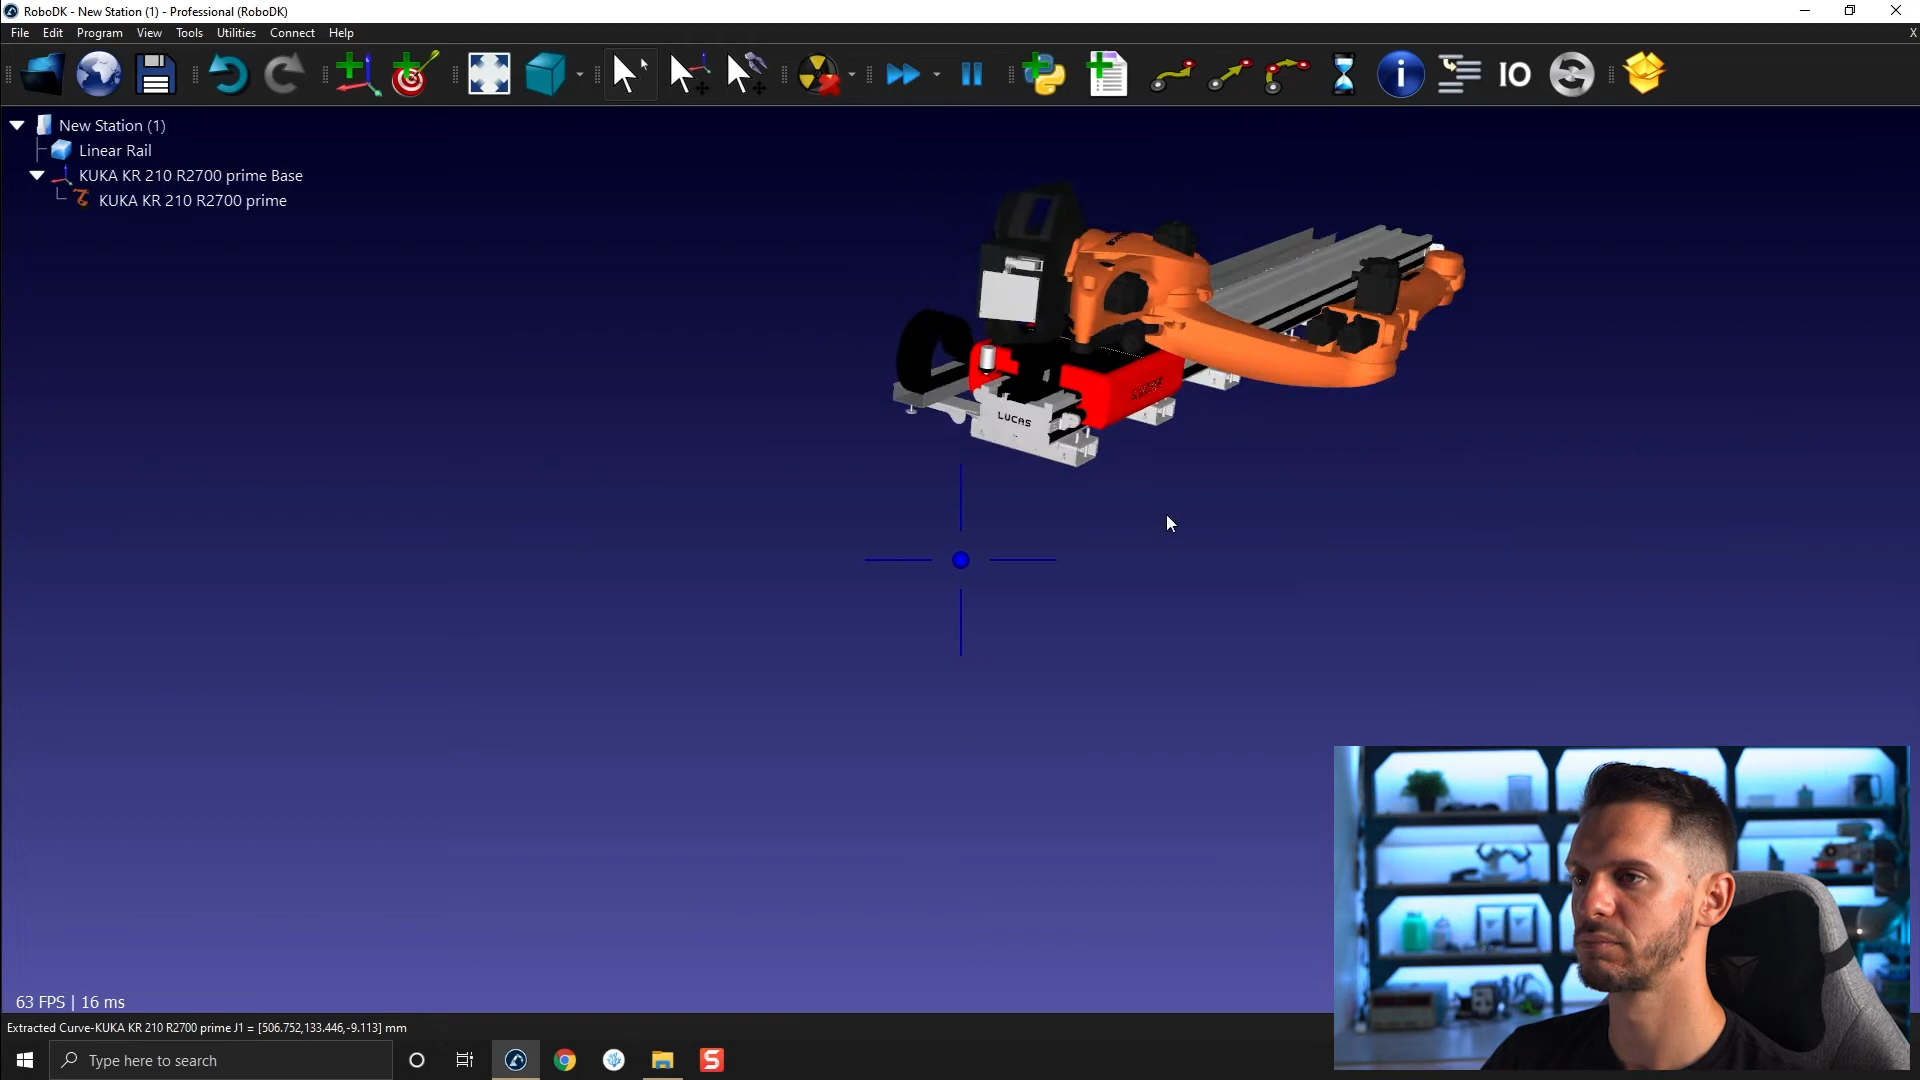 RoboDK - New Station (1) - Professional (RoboDK)
File Edit Program View Tools Utilities Connect Help X
IO
New Station (1)
Linear Rail
KUKA KR 210 R2700 prime Base
KUKA KR 210 R2700 prime
LUCAS
63 FPS | 16 ms
Extracted Curve-KUKA KR 210 R2700 prime J1 = [506.752,133.446,-9.113] mm
Type here to search